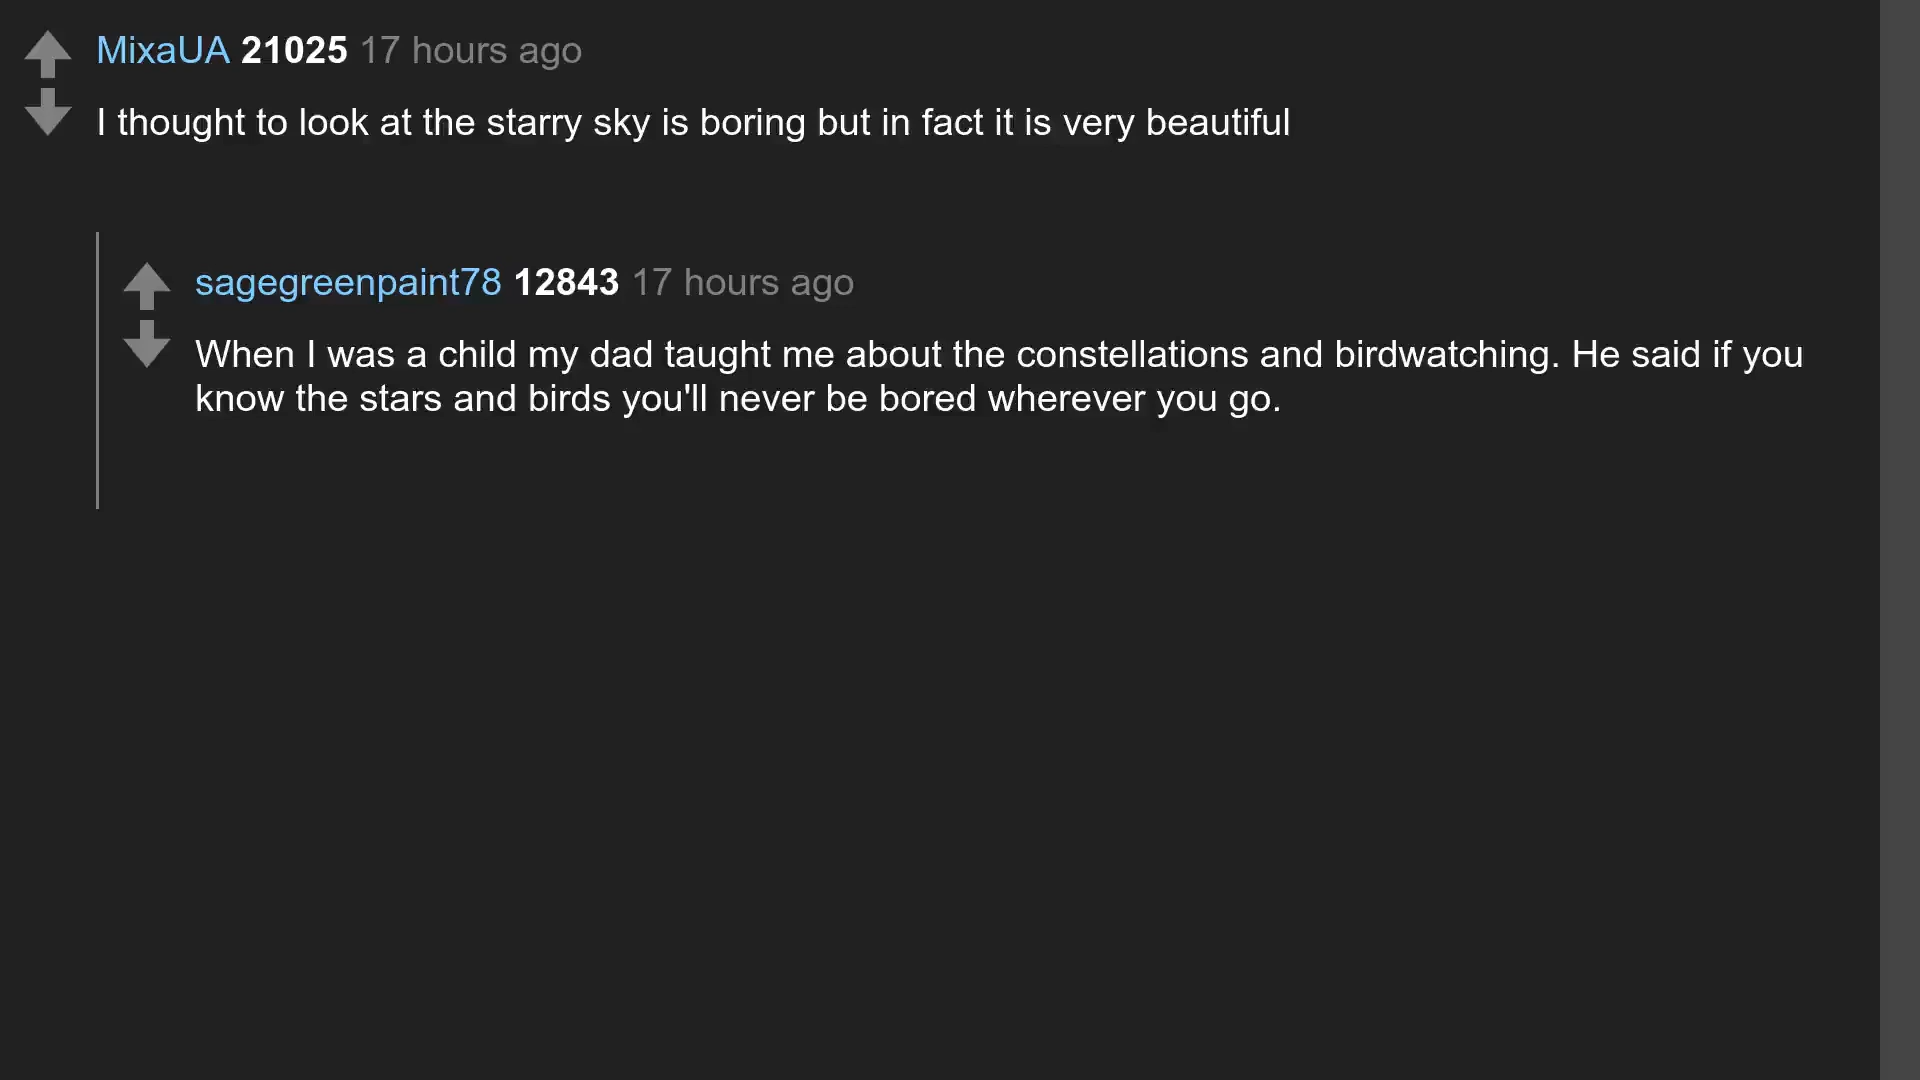 MixaUA 21025 17 hours ago
I thought to look at the starry sky is boring but in fact it is very beautiful
sagegreenpaint78 12843 17 hours ago
When I was a child my dad taught me about the constellations and birdwatching. He said if you
know the stars and birds you'll never be bored wherever you go.